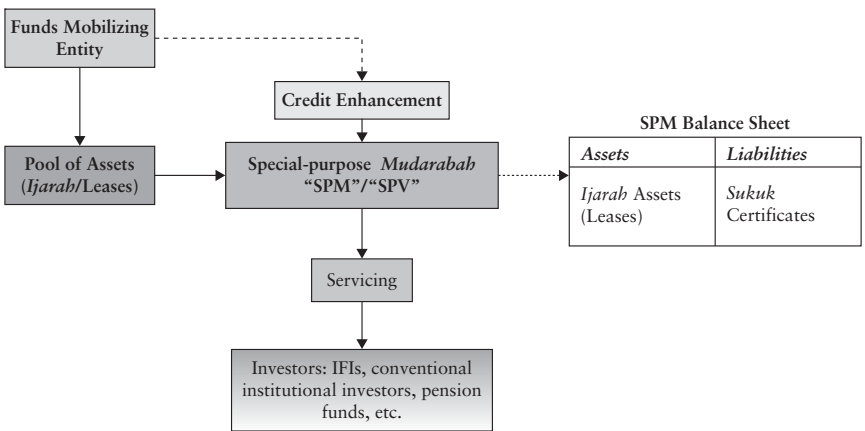 Funds Mobilizing
Entity
Credit Enhancement
Pool of Assets
(Ijarah/Leases)
Special-purpose Mudarabah
“SPM”/“SPV”
SPM Balance Sheet
Assets Liabilities
Ijarah Assets Sukuk
(Leases) Certificates
Servicing
Investors: IFIs, conventional
institutional investors, pension
funds, etc.